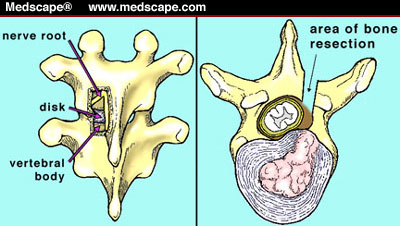 Medscape® www.medscape.com
nerve root
disk
vertebral
body
area of bone
resection